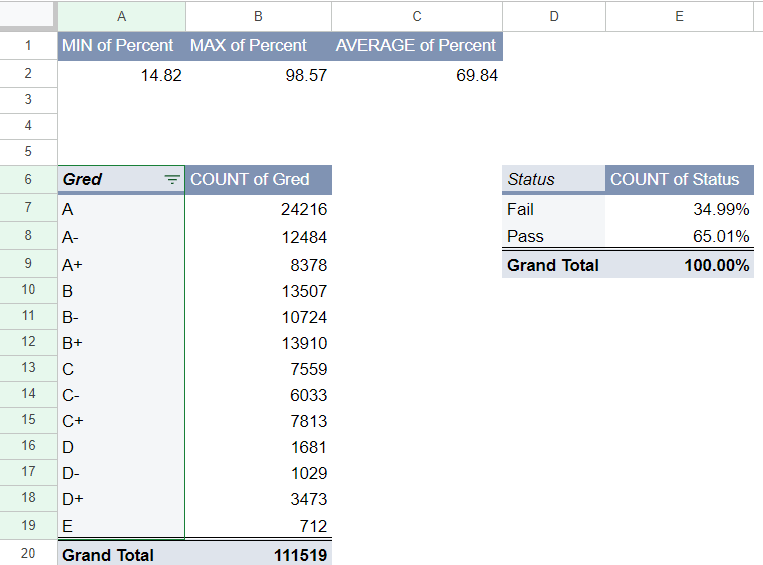 A B C D E
1 MIN of Percent MAX of Percent AVERAGE of Percent
2 14.82 98.57 69.84
3
4
5
6 Gred COUNT of Gred Status COUNT of Status
7 A 24216 Fail 34.99%
8 A- 12484 Pass 65.01%
9 A+ 8378 Grand Total 100.00%
10 B 13507
11 B- 10724
12 B+ 13910
13 C 7559
14 C- 6033
15 C+ 7813
16 D 1681
17 D- 1029
18 D+ 3473
19 E 712
20 Grand Total 111519